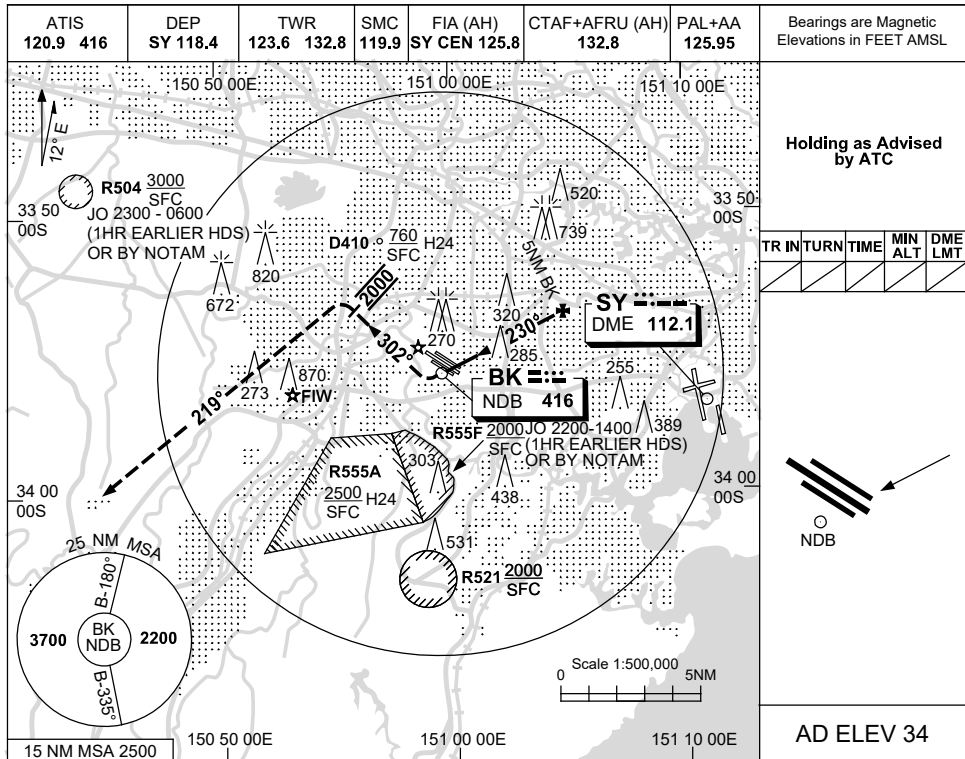 ATIS
120.9 416
DEP
SY 118.4
TWR
123.6 132.8
SMC
119.9
FIA (AH)
SY CEN 125.8
CTAF+AFRU (AH)
132.8
PAL+AA
125.95
Bearings are Magnetic
Elevations in FEET AMSL
150 50 00E
151 00 00E
151 10 00E
12° E
R504 3000
SFC
JO 2300 - 0600
(1HR EARLIER HDS)
OR BY NOTAM
33 50
00S
33 50
00S
D410 760 H24
SFC
520
739
820
672
2000
5NM BK
320
270
302°
230°
285
SY
DME 112.1
BK
NDB 416
255
389
870
273
FIW
219°
R555F 2000 JO 2200-1400
SFC (1HR EARLIER HDS)
OR BY NOTAM
R555A
2500 H24
SFC
303
438
531
34 00
00S
34 00
00S
R521 2000
SFC
25 NM MSA
B-180°
3700
BK
NDB
2200
B-335°
Scale 1:500,000
0 5NM
150 50 00E
151 00 00E
151 10 00E
15 NM MSA 2500
Holding as Advised
by ATC
TR IN TURN TIME MIN ALT DME LMT
NDB
AD ELEV 34